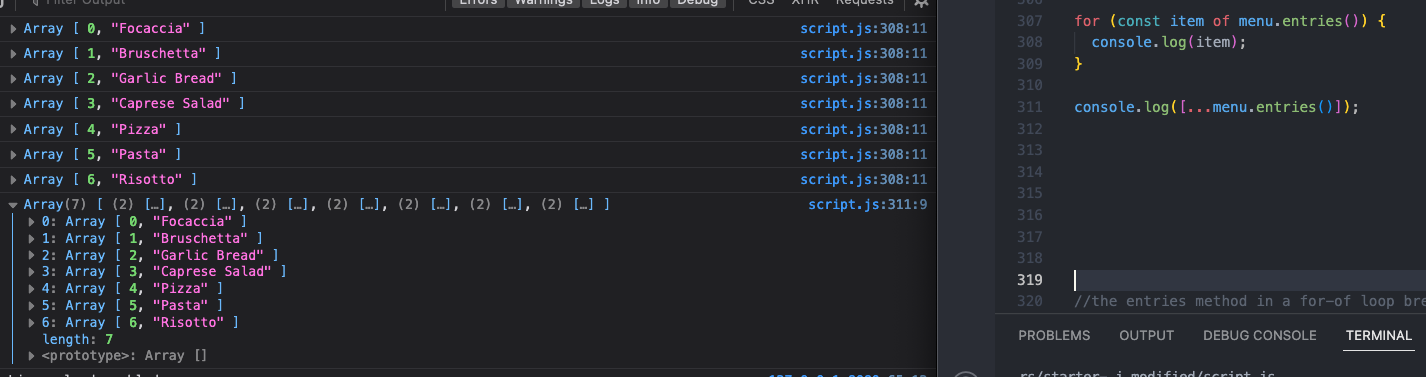 Filter Output Errors Warnings Logs Info Debug CSS XHR Requests
Array [ 0, "Focaccia" ] script.js:308:11
Array [ 1, "Bruschetta" ] script.js:308:11
Array [ 2, "Garlic Bread" ] script.js:308:11
Array [ 3, "Caprese Salad" ] script.js:308:11
Array [ 4, "Pizza" ] script.js:308:11
Array [ 5, "Pasta" ] script.js:308:11
Array [ 6, "Risotto" ] script.js:308:11
Array(7) [ (2) […], (2) […], (2) […], (2) […], (2) […], (2) […], (2) […] ] script.js:311:9
0: Array [ 0, "Focaccia" ]
1: Array [ 1, "Bruschetta" ]
2: Array [ 2, "Garlic Bread" ]
3: Array [ 3, "Caprese Salad" ]
4: Array [ 4, "Pizza" ]
5: Array [ 5, "Pasta" ]
6: Array [ 6, "Risotto" ]
length: 7
<prototype>: Array []
306
307 for (const item of menu.entries()) {
308 console.log(item);
309 }
310
311 console.log([...menu.entries()]);
312
313
314
315
316
317
318
319
320 //the entries method in a for-of loop bre
PROBLEMS OUTPUT DEBUG CONSOLE TERMINAL